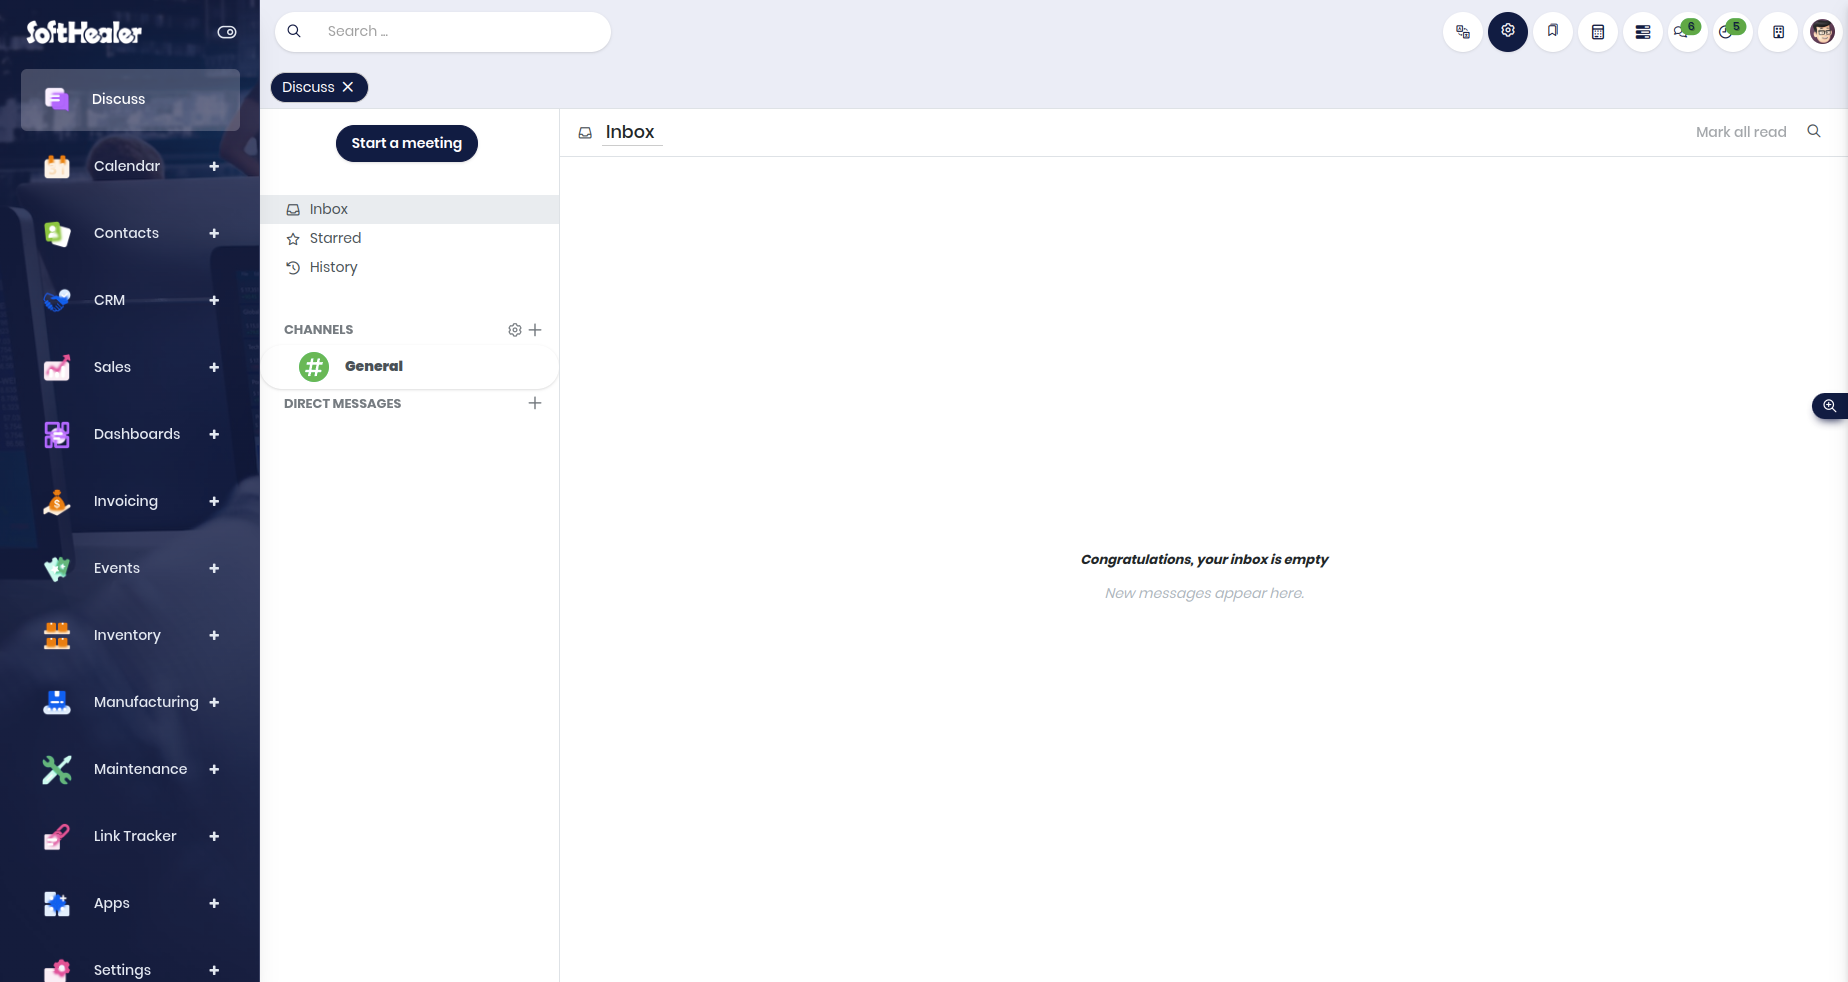 SoftHealer
Search ...
6
5
Discuss
Discuss
Calendar
Contacts
CRM
Sales
Dashboards
Invoicing
Events
Inventory
Manufacturing
Maintenance
Link Tracker
Apps
Settings
Start a meeting
Inbox
Starred
History
CHANNELS
General
DIRECT MESSAGES
Inbox
Mark all read
Congratulations, your inbox is empty
New messages appear here.